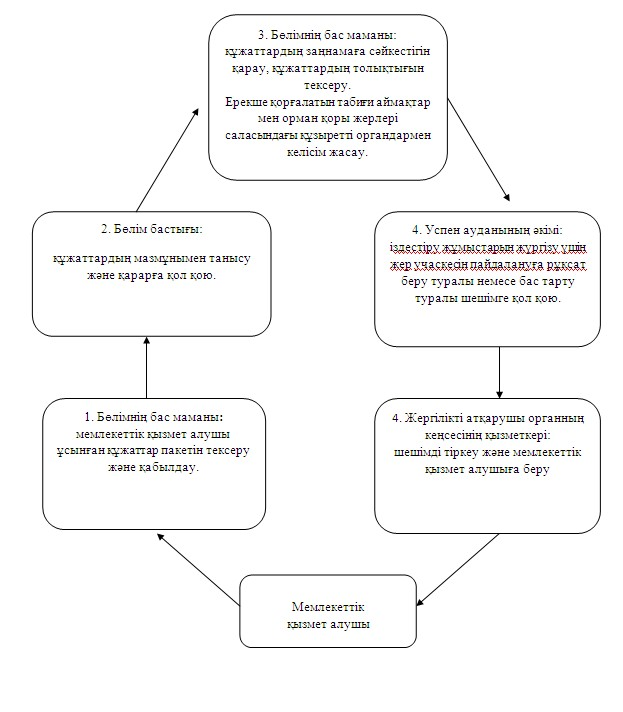 3. Бөлімнің бас маманы:
құжаттардың заңнамаға сәйкестігін
қарау, құжаттардың толықтығын
тексеру.
Ерекше қорғалатын табиғи аймақтар
мен орман қоры жерлері
саласындағы құзыретті органдармен
келісім жасау.
2. Бөлім бастығы:
құжаттардың мазмұнымен танысу
және қарарға қол қою.
4. Успен ауданының әкімі:
іздестіру жұмыстарын жүргізу үшін
жер учаскесін пайдалануға рұқсат
беру туралы немесе бас тарту
туралы шешімге қол қою.
1. Бөлімнің бас маманы:
мемлекеттік қызмет алушы
ұсынған құжаттар пакетін тексеру
және қабылдау.
4. Жергілікті атқарушы органның
кеңсесінің қызметкері:
шешімді тіркеу және мемлекеттік
қызмет алушыға беру
Мемлекеттік
қызмет алушы